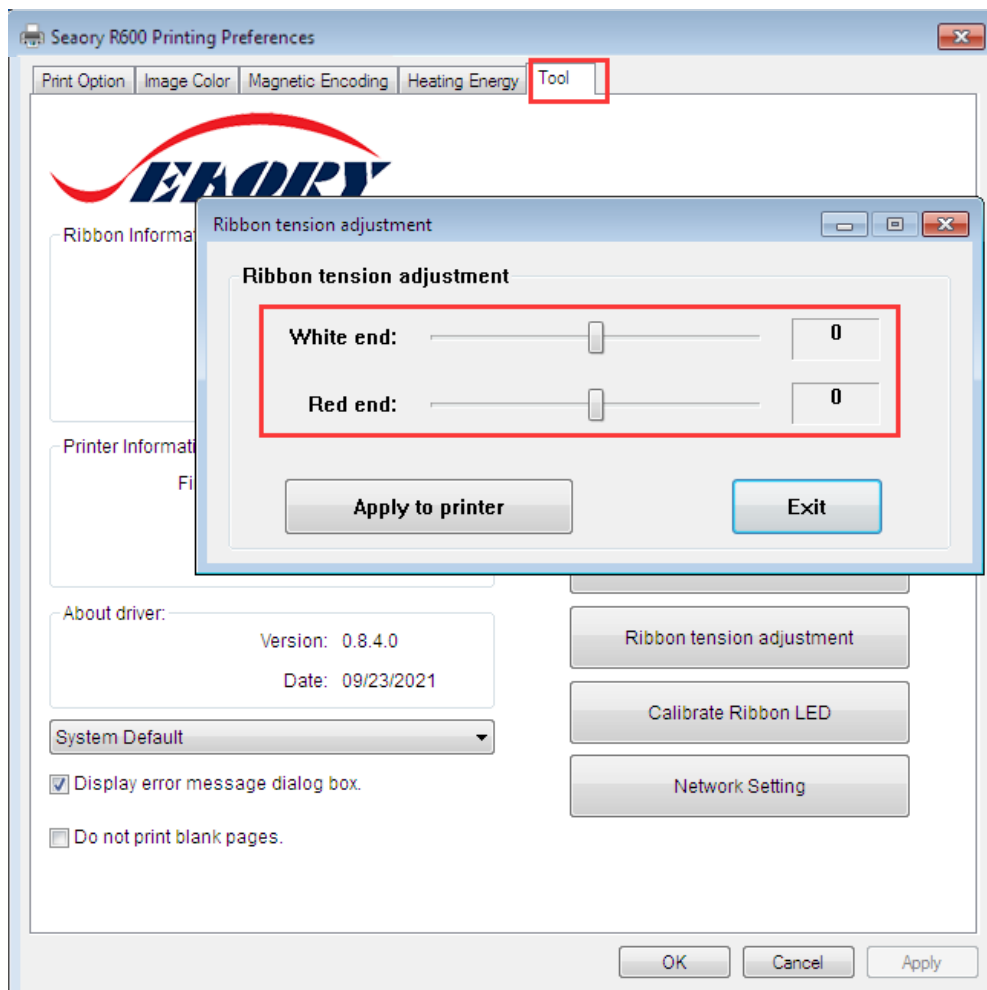 Seaory R600 Printing Preferences
Print Option Image Color Magnetic Encoding Heating Energy Tool
SEAORY
Ribbon tension adjustment
Ribbon
Ribbon tension adjustment
White end: 0
Red end: 0
Printer
Apply to printer Exit
About driver:
Version: 0.8.4.0
Date: 09/23/2021
Ribbon tension adjustment
Calibrate Ribbon LED
System Default
Network Setting
Display error message dialog box.
Do not print blank pages.
OK Cancel Apply